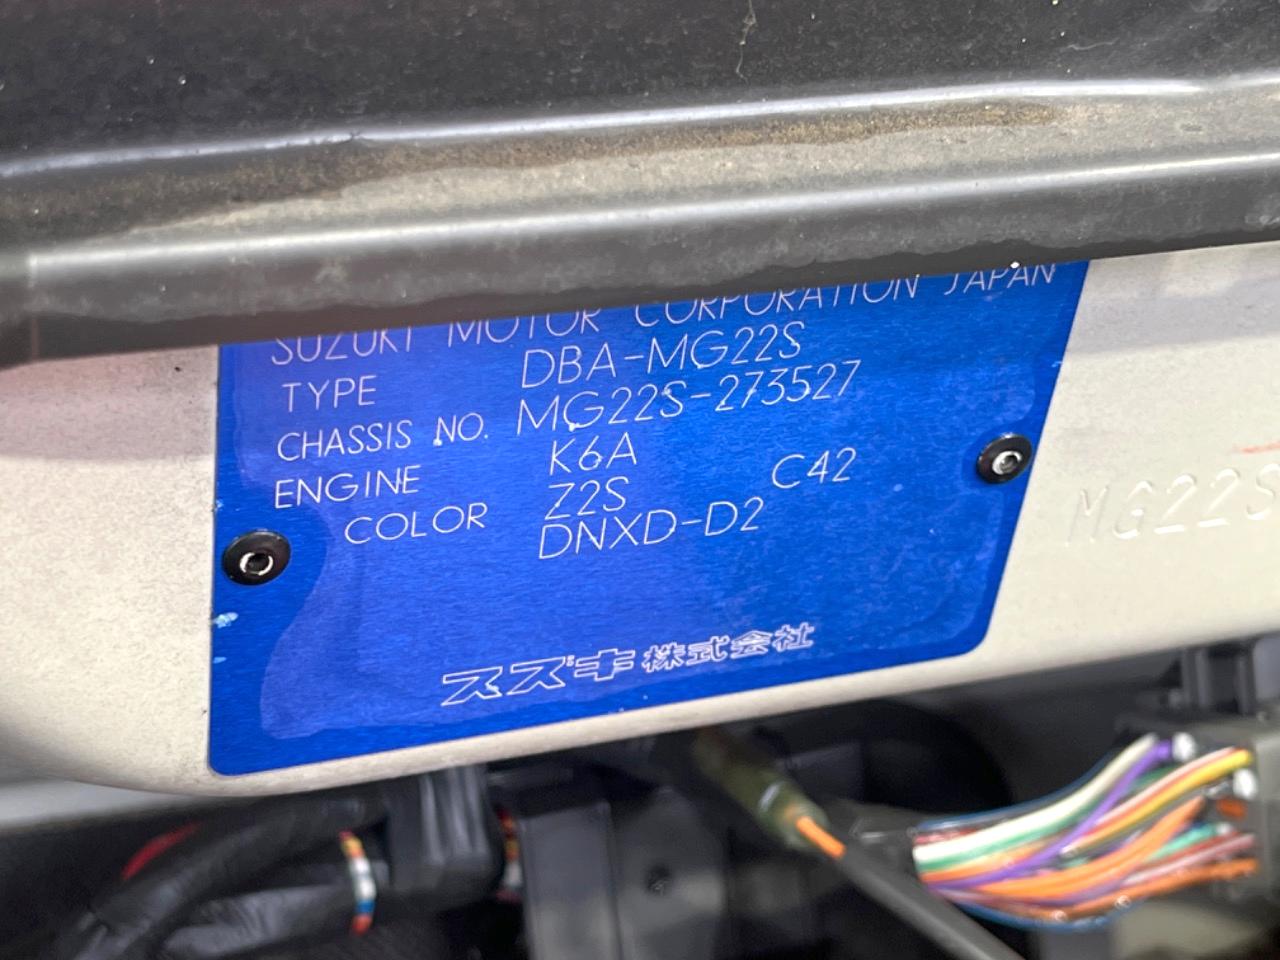 SUZUKI MOTOR CORPORATION JAPAN
TYPE DBA-MG22S
CHASSIS NO. MG22S-273527
ENGINE K6A
COLOR Z2S C42
DNXD-D2
スズキ株式会社
MG22S